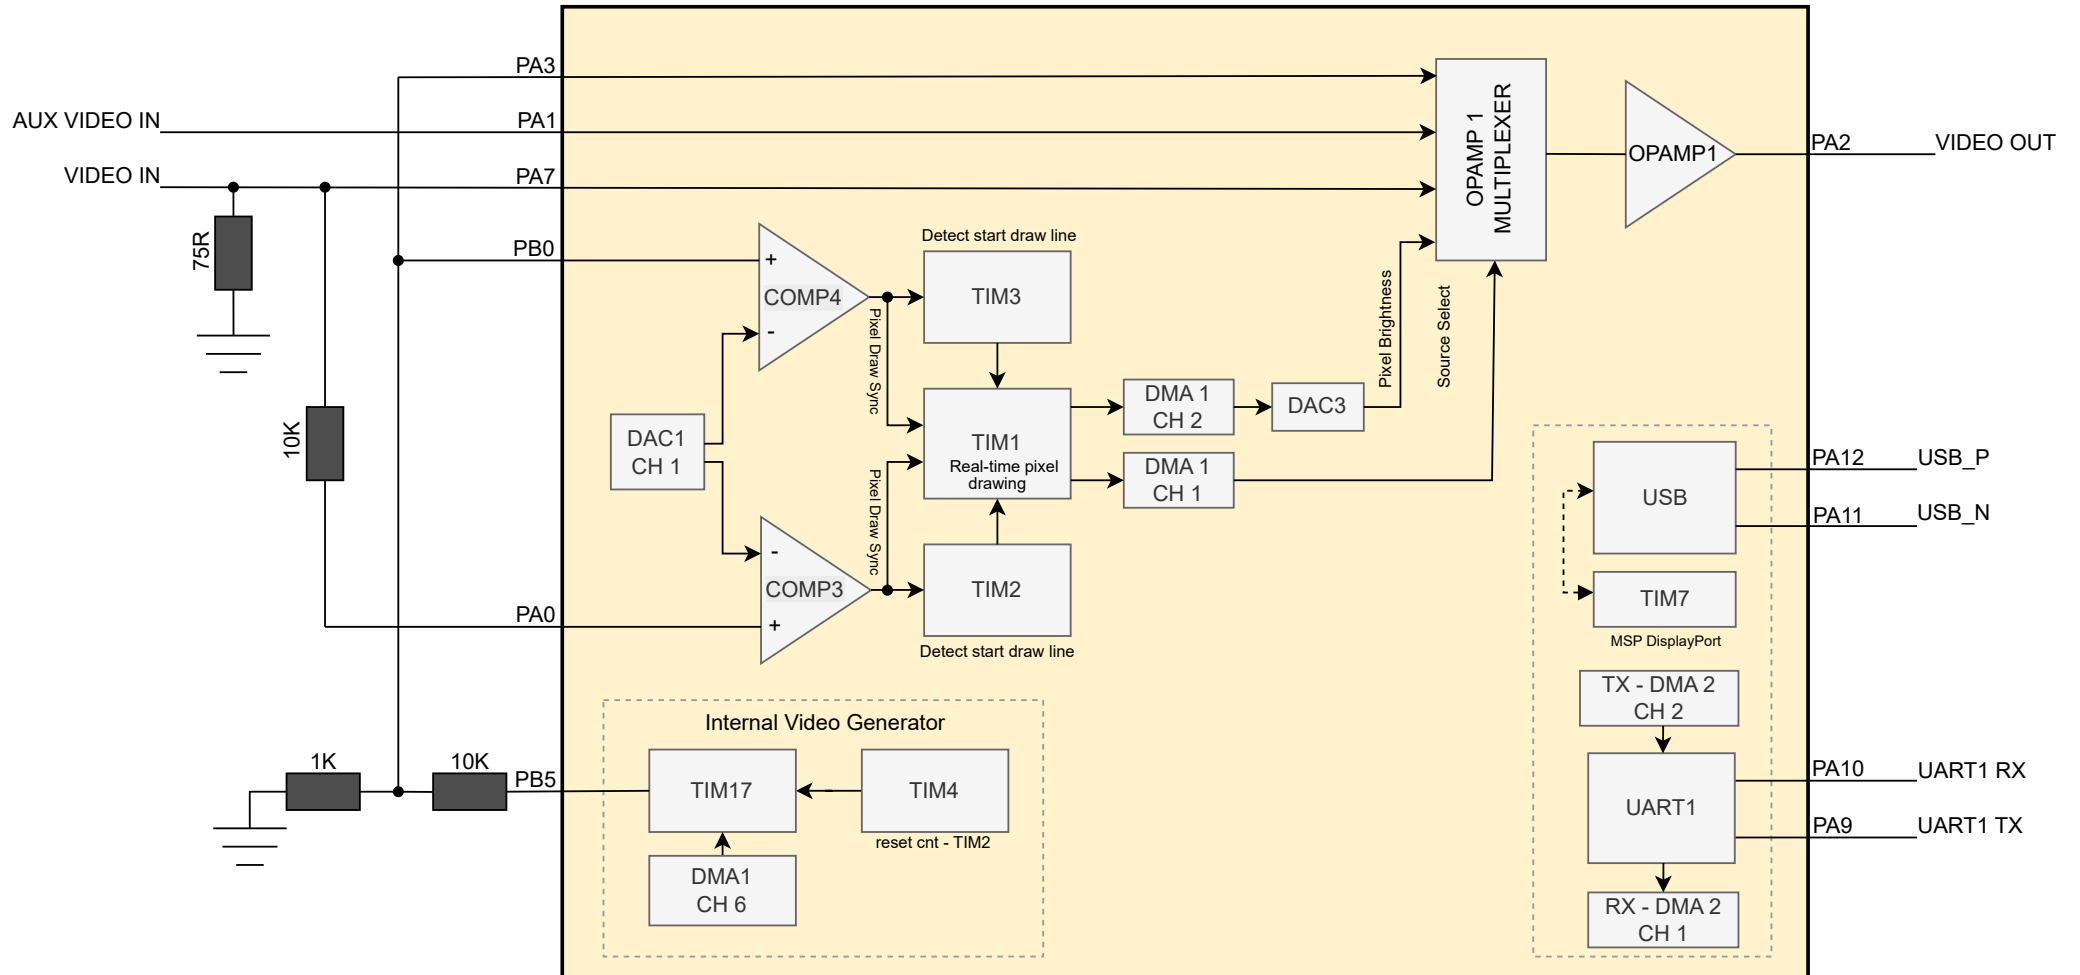 PA3
AUX VIDEO IN
PA1
VIDEO IN
PA7
OPAMP 1
MULTIPLEXER
OPAMP1
PA2
VIDEO OUT
75R
PB0
+
COMP4
-
Detect start draw line
TIM3
Pixel Draw Sync
Pixel Brightness
Source Select
10K
DAC1
CH 1
TIM1
Real-time pixel
drawing
DMA 1
CH 2
DAC3
DMA 1
CH 1
Pixel Draw Sync
-
COMP3
+
TIM2
Detect start draw line
PA0
USB
PA12
USB_P
PA11
USB_N
TIM7
MSP DisplayPort
TX - DMA 2
CH 2
UART1
PA10
UART1 RX
PA9
UART1 TX
RX - DMA 2
CH 1
1K
10K
PB5
Internal Video Generator
TIM17
TIM4
reset cnt - TIM2
DMA1
CH 6